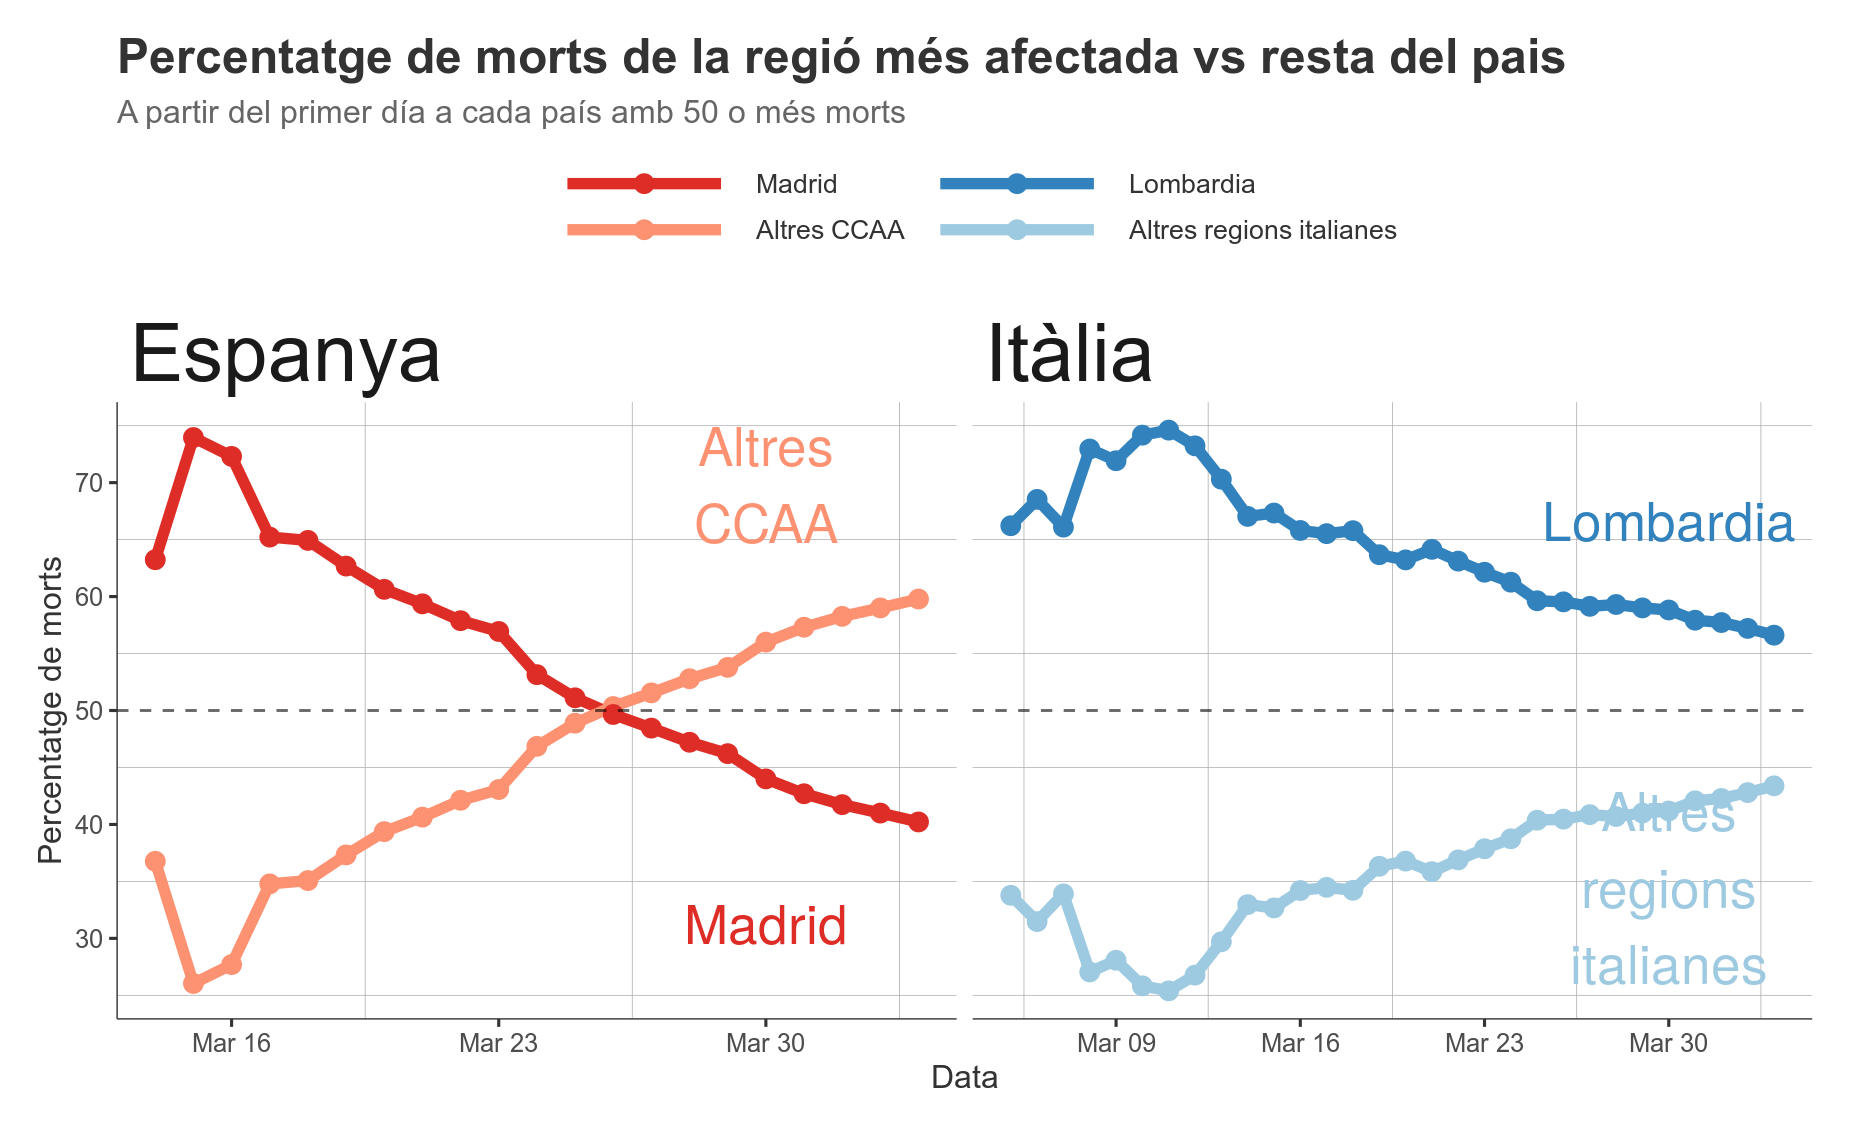 Percentatge de morts de la regió més afectada vs resta del pais
A partir del primer día a cada país amb 50 o més morts
Madrid
Lombardia
Altres CCAA
Altres regions italianes
Espanya
Itàlia
Percentatge de morts
70
60
50
40
30
Altres
CCAA
Madrid
Lombardia
Altres
regions
italianes
Mar 16
Mar 23
Mar 30
Mar 09
Mar 16
Mar 23
Mar 30
Data